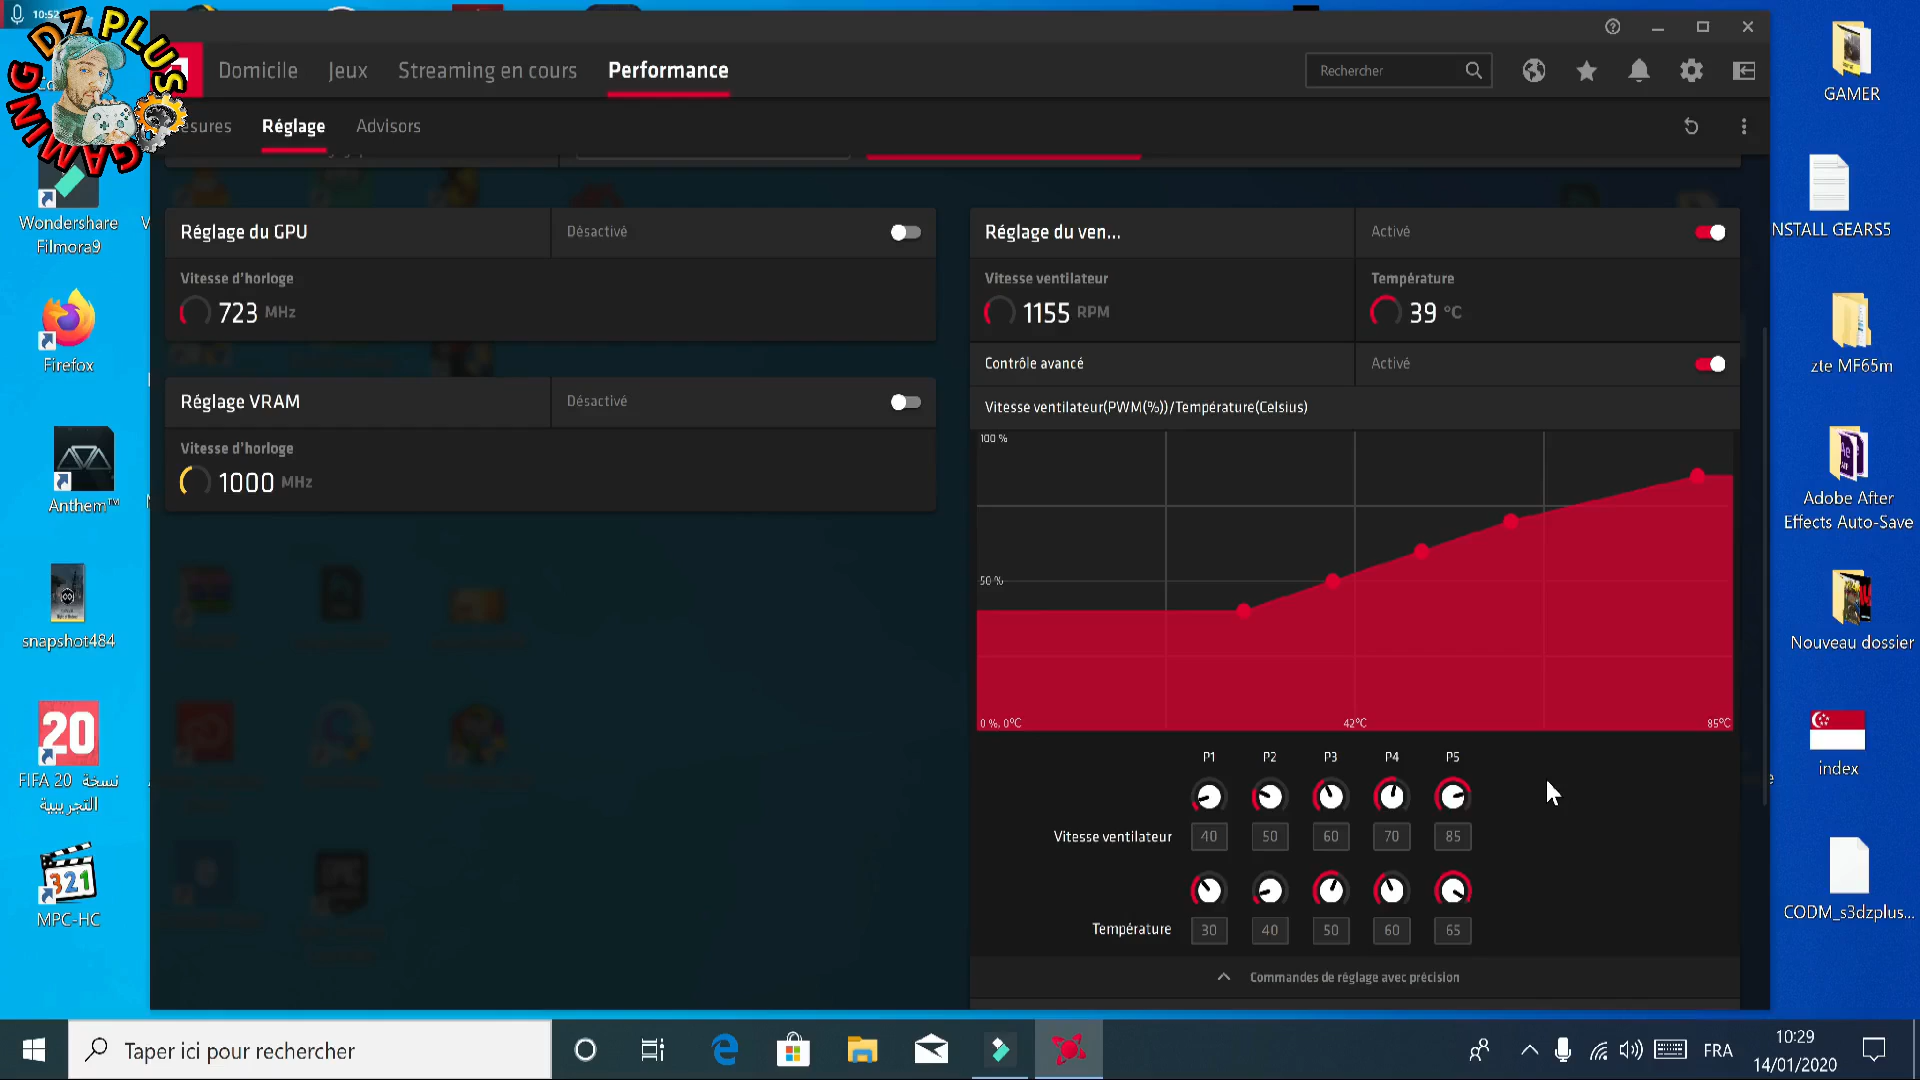 10:52
GAMING DZ PLUS
Domicile
Jeux
Streaming en cours
Performance
Rechercher
esures
Réglage
Advisors
Réglage du GPU
Désactivé
Vitesse d'horloge
723 MHz
Réglage VRAM
Désactivé
Vitesse d'horloge
1000 MHz
Réglage du ven...
Activé
Vitesse ventilateur
1155 RPM
Température
39 °C
Contrôle avancé
Activé
Vitesse ventilateur(PWM(%))/Température(Celsius)
100 %
50 %
0 %, 0°C
42°C
85°C
P1 P2 P3 P4 P5
Vitesse ventilateur 40 50 60 70 85
Température 30 40 50 60 65
Commandes de réglage avec précision
Wondershare
Filmora9
Firefox
Anthem™
snapshot484
20
FIFA 20 نسخة
التجريبية
321
MPC-HC
GAMER
NSTALL GEARS5
zte MF65m
Ae
Adobe After
Effects Auto-Save
Nouveau dossier
index
CODM_s3dzplus...
Taper ici pour rechercher
FRA
10:29
14/01/2020